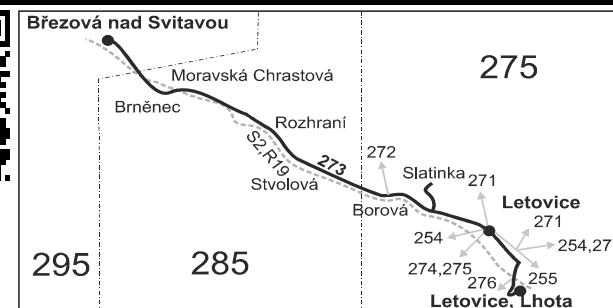 Březová nad Svitavou
275
Moravská Chrastová
Brněnec
Rozhraní
S2,R19
273
272
Stvolová
Slatinka
271
Borová
Letovice
271
254
254,27
274,275
295
285
276
255
Letovice, Lhota